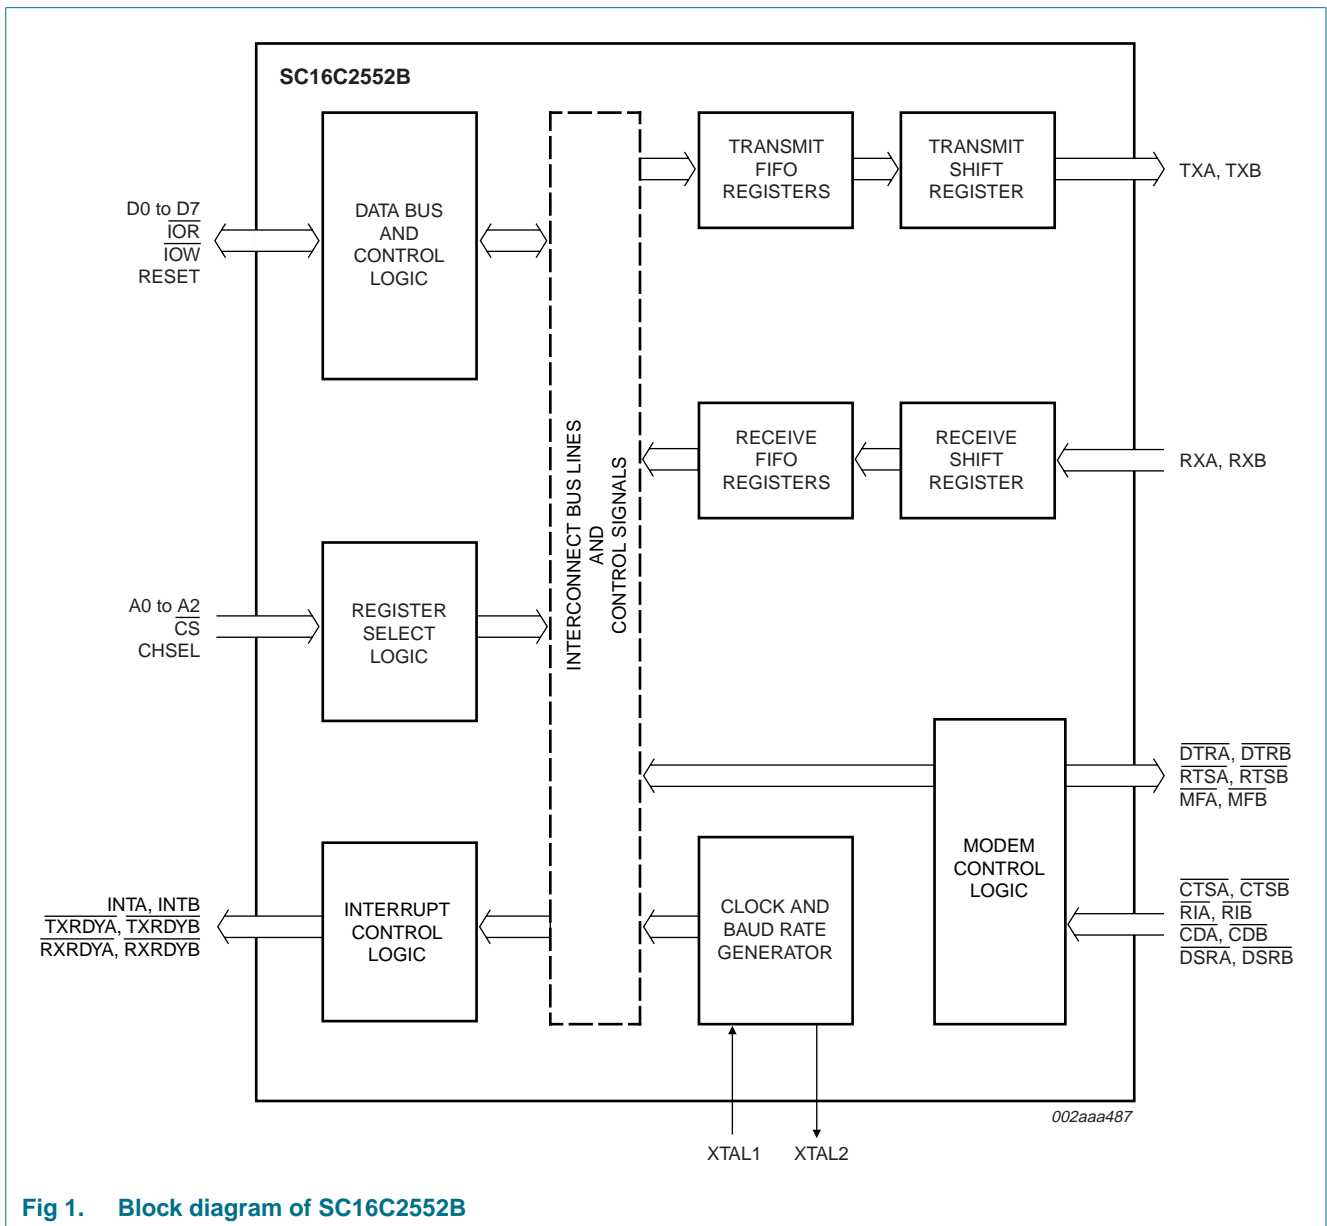 SC16C2552B
D0 to D7
IOR
IOW
RESET
DATA BUS
AND
CONTROL
LOGIC
TRANSMIT
FIFO
REGISTERS
TRANSMIT
SHIFT
REGISTER
TXA, TXB
INTERCONNECT BUS LINES
AND
CONTROL SIGNALS
RECEIVE
FIFO
REGISTERS
RECEIVE
SHIFT
REGISTER
RXA, RXB
A0 to A2
CS
CHSEL
REGISTER
SELECT
LOGIC
DTRA, DTRB
RTSA, RTSB
MFA, MFB
MODEM
CONTROL
LOGIC
CTSA, CTSB
RIA, RIB
CDA, CDB
DSRA, DSRB
INTA, INTB
TXRDYA, TXRDYB
RXRDYA, RXRDYB
INTERRUPT
CONTROL
LOGIC
CLOCK AND
BAUD RATE
GENERATOR
XTAL1
XTAL2
002aaa487
Fig 1. Block diagram of SC16C2552B